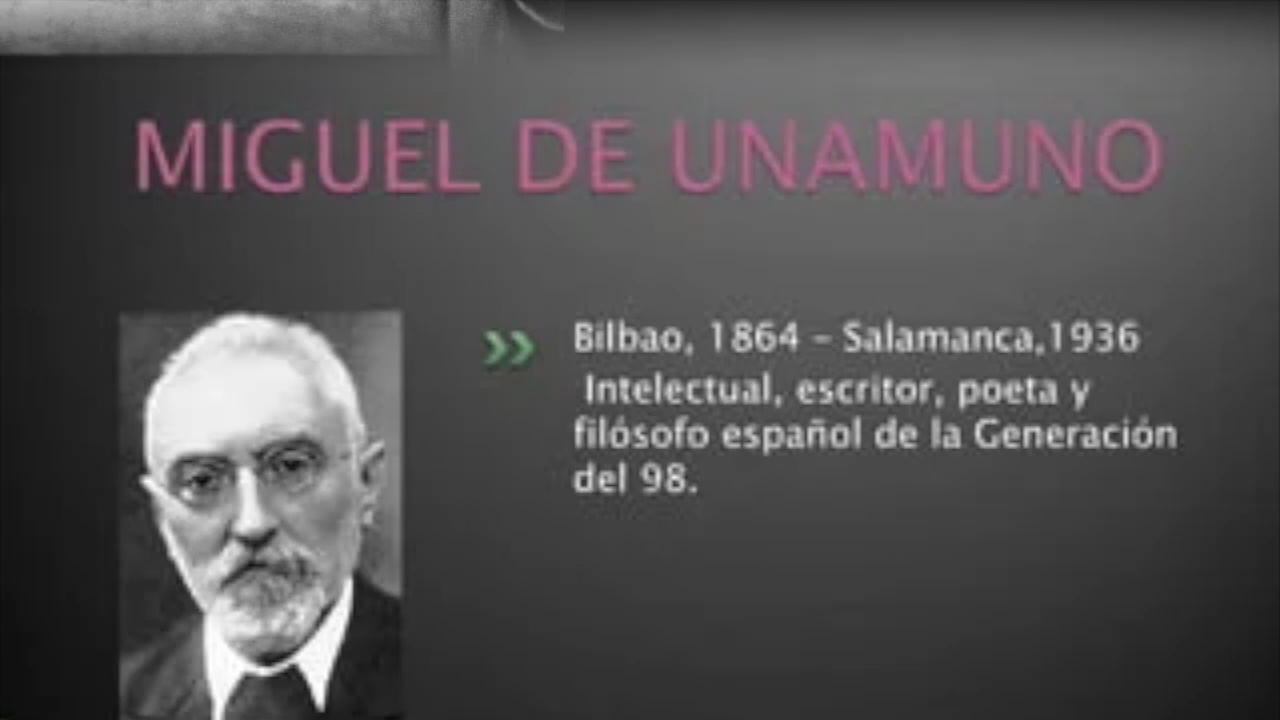 MIGUEL DE UNAMUNO
Bilbao, 1864 – Salamanca,1936
Intelectual, escritor, poeta y
filósofo español de la Generación
del 98.